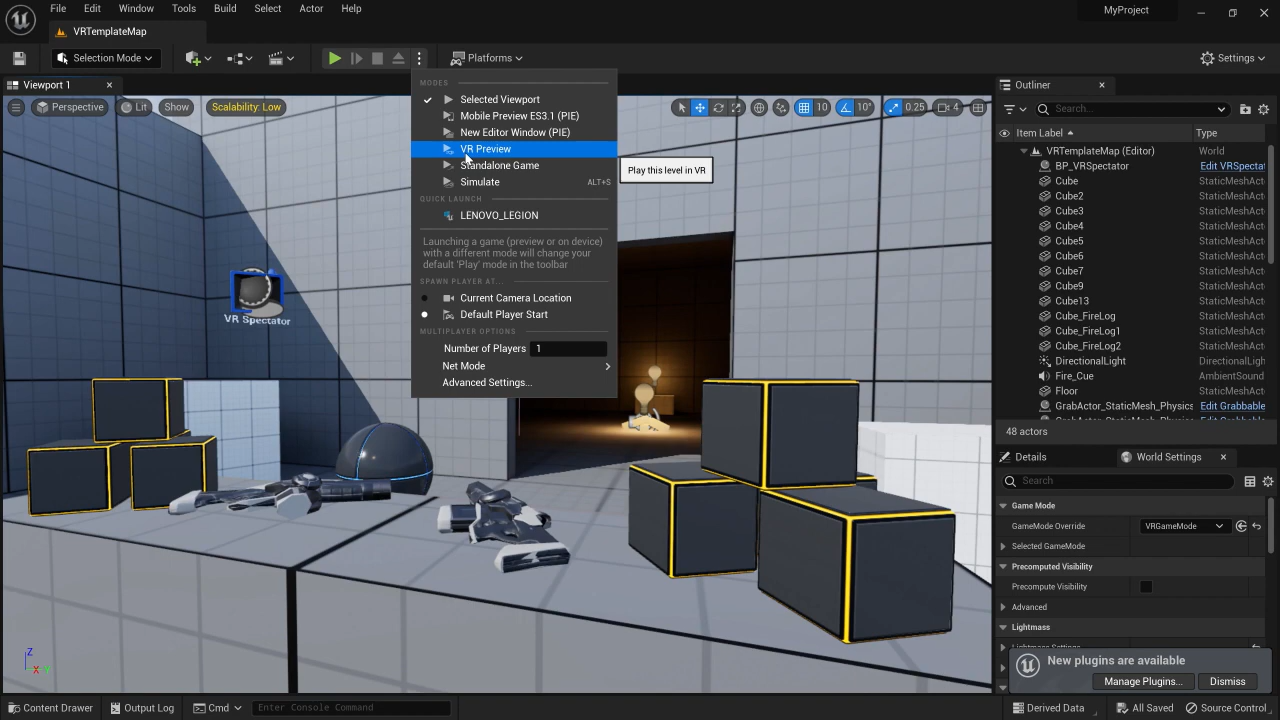 File Edit Window Tools Build Select Actor Help
MyProject
VRTemplateMap
Selection Mode
Platforms
Settings
Viewport 1
Perspective Lit Show Scalability: Low
10 10° 0.25 4
MODES
Selected Viewport
Mobile Preview ES3.1 (PIE)
New Editor Window (PIE)
VR Preview
Standalone Game
Simulate ALT+S
QUICK LAUNCH
LENOVO_LEGION
Launching a game (preview or on device)
with a different mode will change your
default 'Play' mode in the toolbar
SPAWN PLAYER AT...
Current Camera Location
Default Player Start
MULTIPLAYER OPTIONS
Number of Players 1
Net Mode
Advanced Settings...
Play this level in VR
VR Spectator
Z
X Y
Outliner
Search...
Item Label Type
VRTemplateMap (Editor) World
BP_VRSpectator Edit VRSpectat
Cube StaticMeshAct
Cube2 StaticMeshAct
Cube3 StaticMeshAct
Cube4 StaticMeshAct
Cube5 StaticMeshAct
Cube6 StaticMeshAct
Cube7 StaticMeshAct
Cube9 StaticMeshAct
Cube13 StaticMeshAct
Cube_FireLog StaticMeshAct
Cube_FireLog1 StaticMeshAct
Cube_FireLog2 StaticMeshAct
DirectionalLight DirectionalLigh
Fire_Cue AmbientSound
Floor StaticMeshAct
GrabActor_StaticMesh_Physics Edit Grabbable
48 actors
Details World Settings
Search
Game Mode
GameMode Override VRGameMode
Selected GameMode
Precomputed Visibility
Precompute Visibility
Advanced
Lightmass
Lightmass Settings
New plugins are available
Manage Plugins... Dismiss
Content Drawer Output Log Cmd Enter Console Command
Derived Data All Saved Source Control